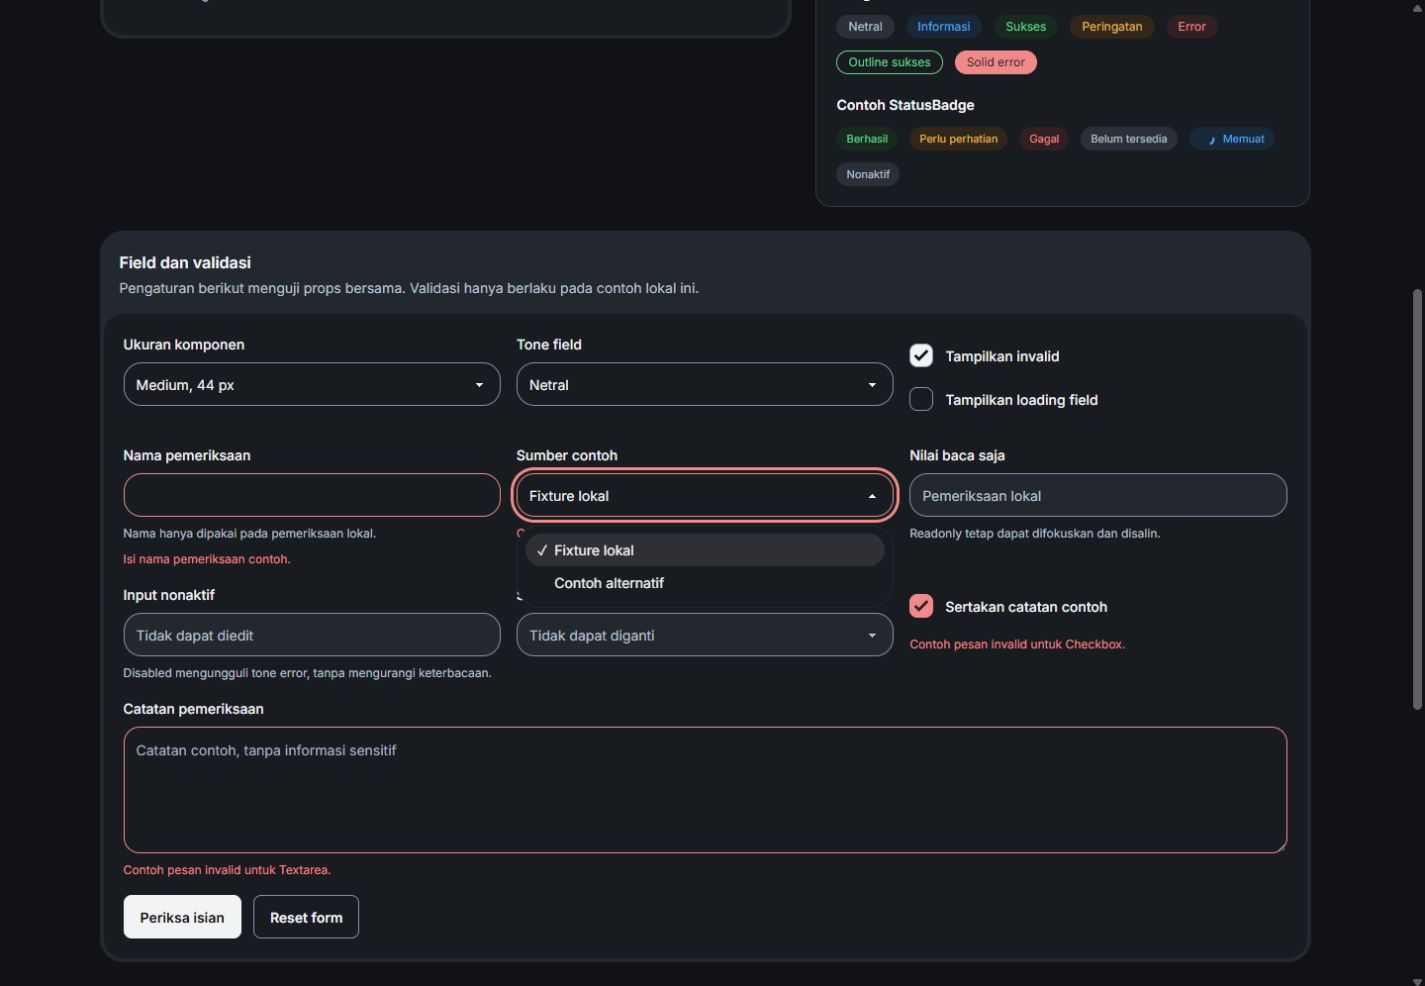 Netral
Informasi
Sukses
Peringatan
Error
Outline sukses
Solid error
Contoh StatusBadge
Berhasil
Perlu perhatian
Gagal
Belum tersedia
Memuat
Nonaktif
Field dan validasi
Pengaturan berikut menguji props bersama. Validasi hanya berlaku pada contoh lokal ini.
Ukuran komponen
Medium, 44 px
Tone field
Netral
Tampilkan invalid
Tampilkan loading field
Nama pemeriksaan
Nama hanya dipakai pada pemeriksaan lokal.
Isi nama pemeriksaan contoh.
Sumber contoh
Fixture lokal
Fixture lokal
Contoh alternatif
Nilai baca saja
Pemeriksaan lokal
Readonly tetap dapat difokuskan dan disalin.
Input nonaktif
Tidak dapat diedit
Disabled mengungguli tone error, tanpa mengurangi keterbacaan.
Tidak dapat diganti
Sertakan catatan contoh
Contoh pesan invalid untuk Checkbox.
Catatan pemeriksaan
Catatan contoh, tanpa informasi sensitif
Contoh pesan invalid untuk Textarea.
Periksa isian
Reset form